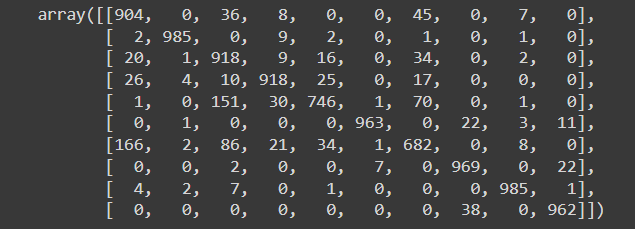 array([[904, 0, 36, 8, 0, 0, 45, 0, 7, 0],
[ 2, 985, 0, 9, 2, 0, 1, 0, 1, 0],
[ 20, 1, 918, 9, 16, 0, 34, 0, 2, 0],
[ 26, 4, 10, 918, 25, 0, 17, 0, 0, 0],
[ 1, 0, 151, 30, 746, 1, 70, 0, 1, 0],
[ 0, 1, 0, 0, 0, 963, 0, 22, 3, 11],
[166, 2, 86, 21, 34, 1, 682, 0, 8, 0],
[ 0, 0, 2, 0, 0, 7, 0, 969, 0, 22],
[ 4, 2, 7, 0, 1, 0, 0, 0, 985, 1],
[ 0, 0, 0, 0, 0, 0, 0, 38, 0, 962]])